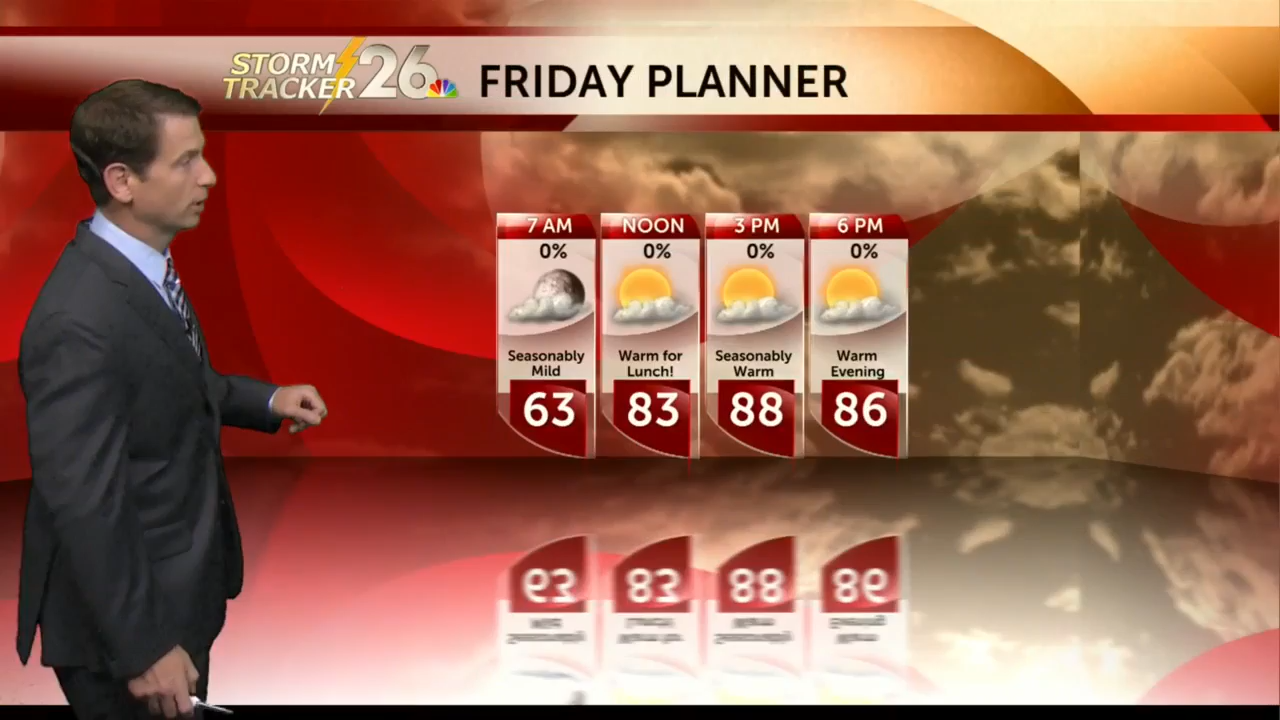 STORM
TRACKER 26
FRIDAY PLANNER
7 AM
0%
Seasonably
Mild
63
NOON
0%
Warm for
Lunch!
83
3 PM
0%
Seasonably
Warm
88
6 PM
0%
Warm
Evening
86